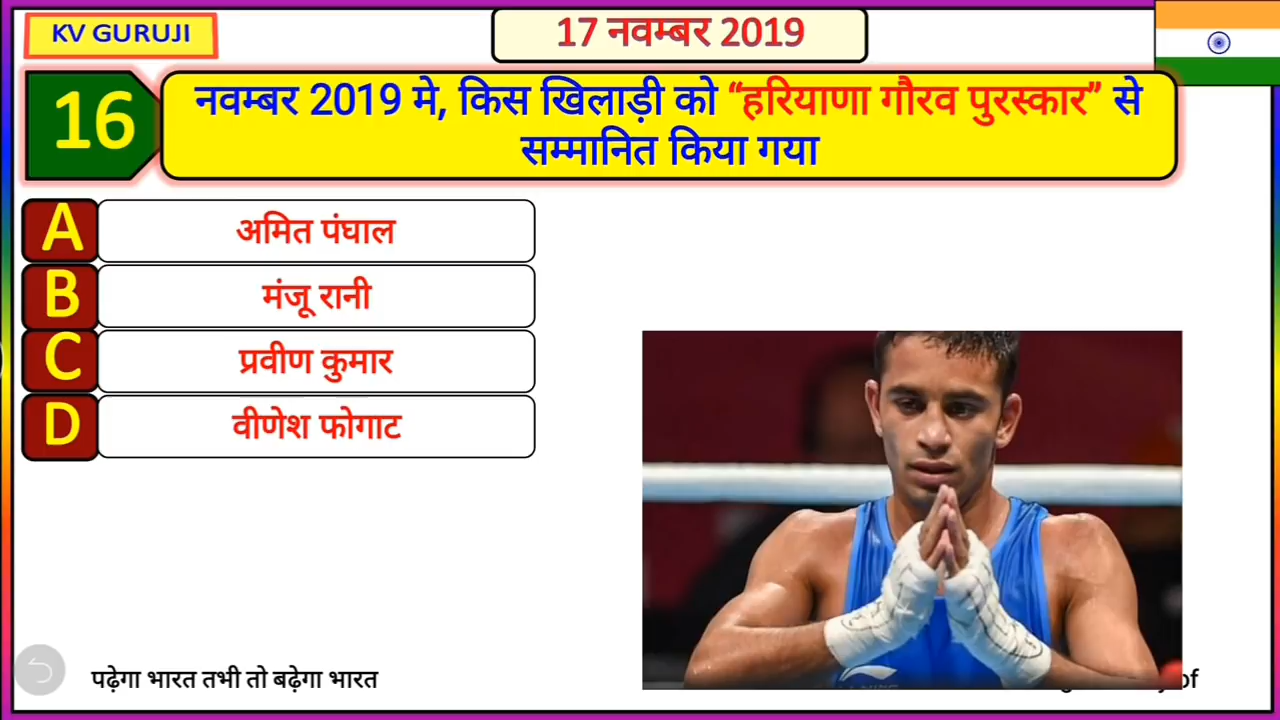 KV GURUJI
17 नवम्बर 2019
16
नवम्बर 2019 मे, किस खिलाड़ी को “हरियाणा गौरव पुरस्कार” से
सम्मानित किया गया
A अमित पंघाल
B मंजू रानी
C प्रवीण कुमार
D वीणेश फोगाट
पढ़ेगा भारत तभी तो बढ़ेगा भारत
of